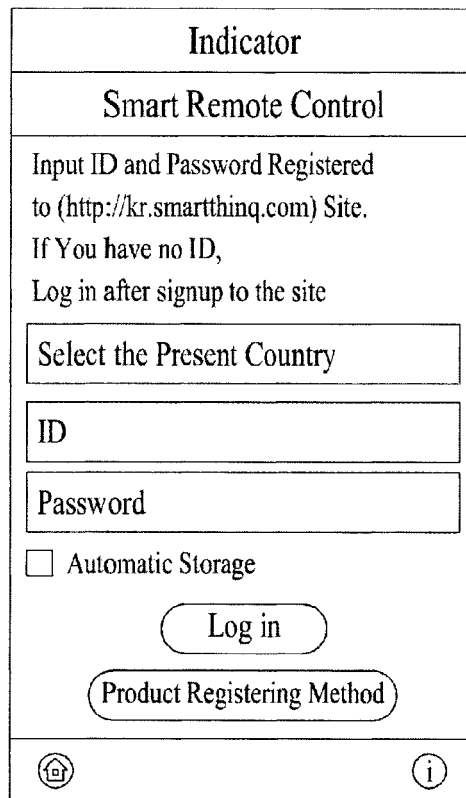 Indicator
Smart Remote Control
Input ID and Password Registered
to (http://kr.smartthinq.com) Site.
If You have no ID,
Log in after signup to the site
Select the Present Country
ID
Password
Automatic Storage
Log in
Product Registering Method
i